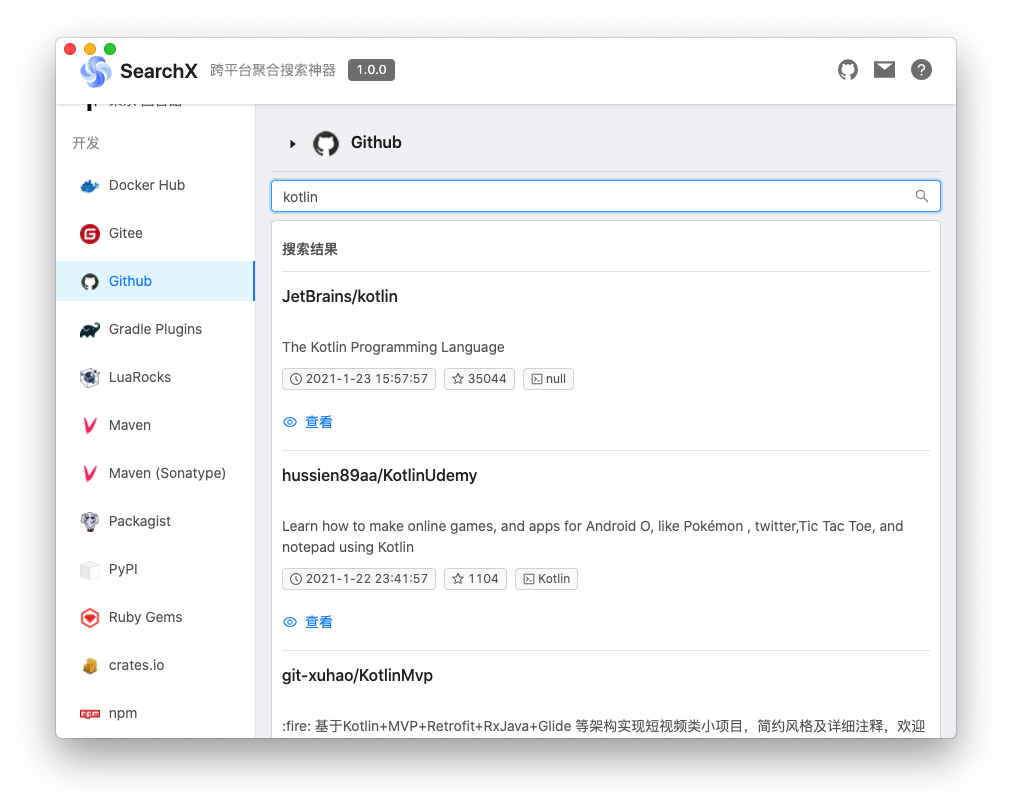 SearchX 跨平台聚合搜索神器 1.0.0
开发
Docker Hub
Gitee
Github
Gradle Plugins
LuaRocks
Maven
Maven (Sonatype)
Packagist
PyPI
Ruby Gems
crates.io
npm
Github
kotlin
搜索结果
JetBrains/kotlin
The Kotlin Programming Language
2021-1-23 15:57:57 35044 null
查看
hussien89aa/KotlinUdemy
Learn how to make online games, and apps for Android O, like Pokémon , twitter,Tic Tac Toe, and
notepad using Kotlin
2021-1-22 23:41:57 1104 Kotlin
查看
git-xuhao/KotlinMvp
:fire: 基于Kotlin+MVP+Retrofit+RxJava+Glide 等架构实现短视频类小项目，简约风格及详细注释，欢迎